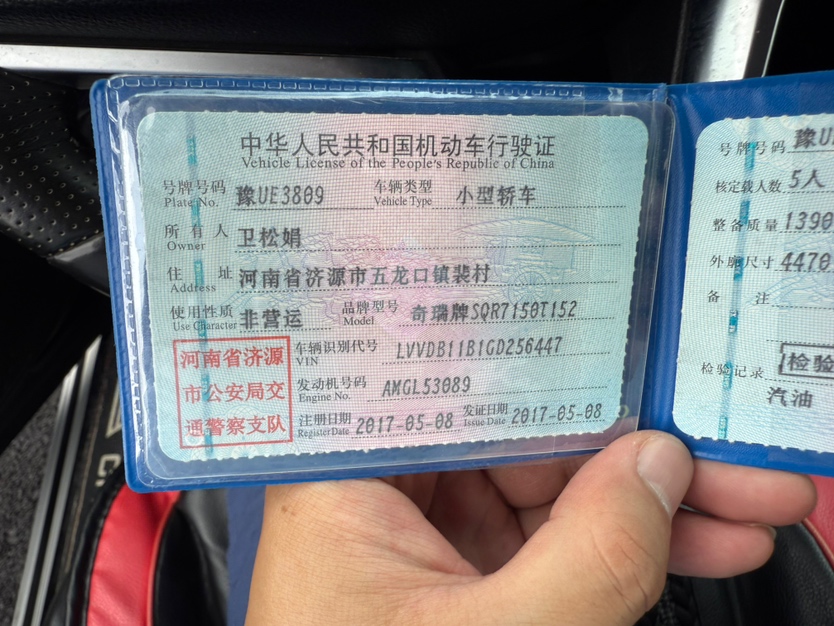 中华人民共和国机动车行驶证
Vehicle License of the People's Republic of China
号牌号码 豫UE3809 车辆类型 小型轿车
Plate No. Vehicle Type
所有人 卫松娟
Owner
住址 河南省济源市五龙口镇裴村
Address
使用性质 非营运 品牌型号 奇瑞牌SQR7150T152
Use Character Model
河南省济源
市公安局交
通警察支队
车辆识别代号 LVVDB11B1GD256447
VIN
发动机号码 AMGL53089
Engine No.
注册日期 2017-05-08 发证日期 2017-05-08
Register Date Issue Date
号牌号码 豫U
核定载人数 5人
整备质量 1390
外廓尺寸 4470
备注
检验记录 检验
汽油